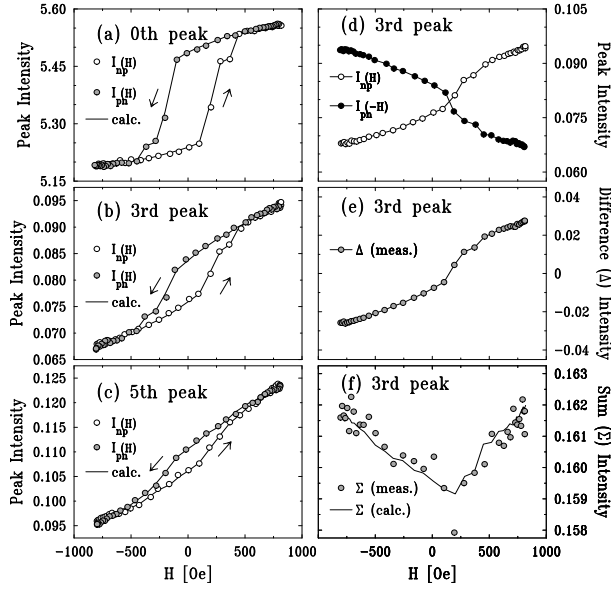 (a) 0th peak
I_np(H)
I_ph(H)
calc.
Peak Intensity
5.60
5.45
5.30
5.15
(b) 3rd peak
I_np(H)
I_ph(H)
calc.
Peak Intensity
0.095
0.090
0.085
0.080
0.075
0.070
0.065
(c) 5th peak
I_np(H)
I_ph(H)
calc.
Peak Intensity
0.125
0.120
0.115
0.110
0.105
0.100
0.095
-1000 -500 0 500
H [Oe]
(d) 3rd peak
I_np(H)
I_ph(-H)
Peak Intensity
0.105
0.090
0.075
0.060
(e) 3rd peak
Δ (meas.)
Difference (Δ) Intensity
0.04
0.02
0
-0.02
-0.04
(f) 3rd peak
Σ (meas.)
Σ (calc.)
Sum (Σ) Intensity
0.163
0.162
0.161
0.160
0.159
0.158
1000 -500 0 500 1000
H [Oe]